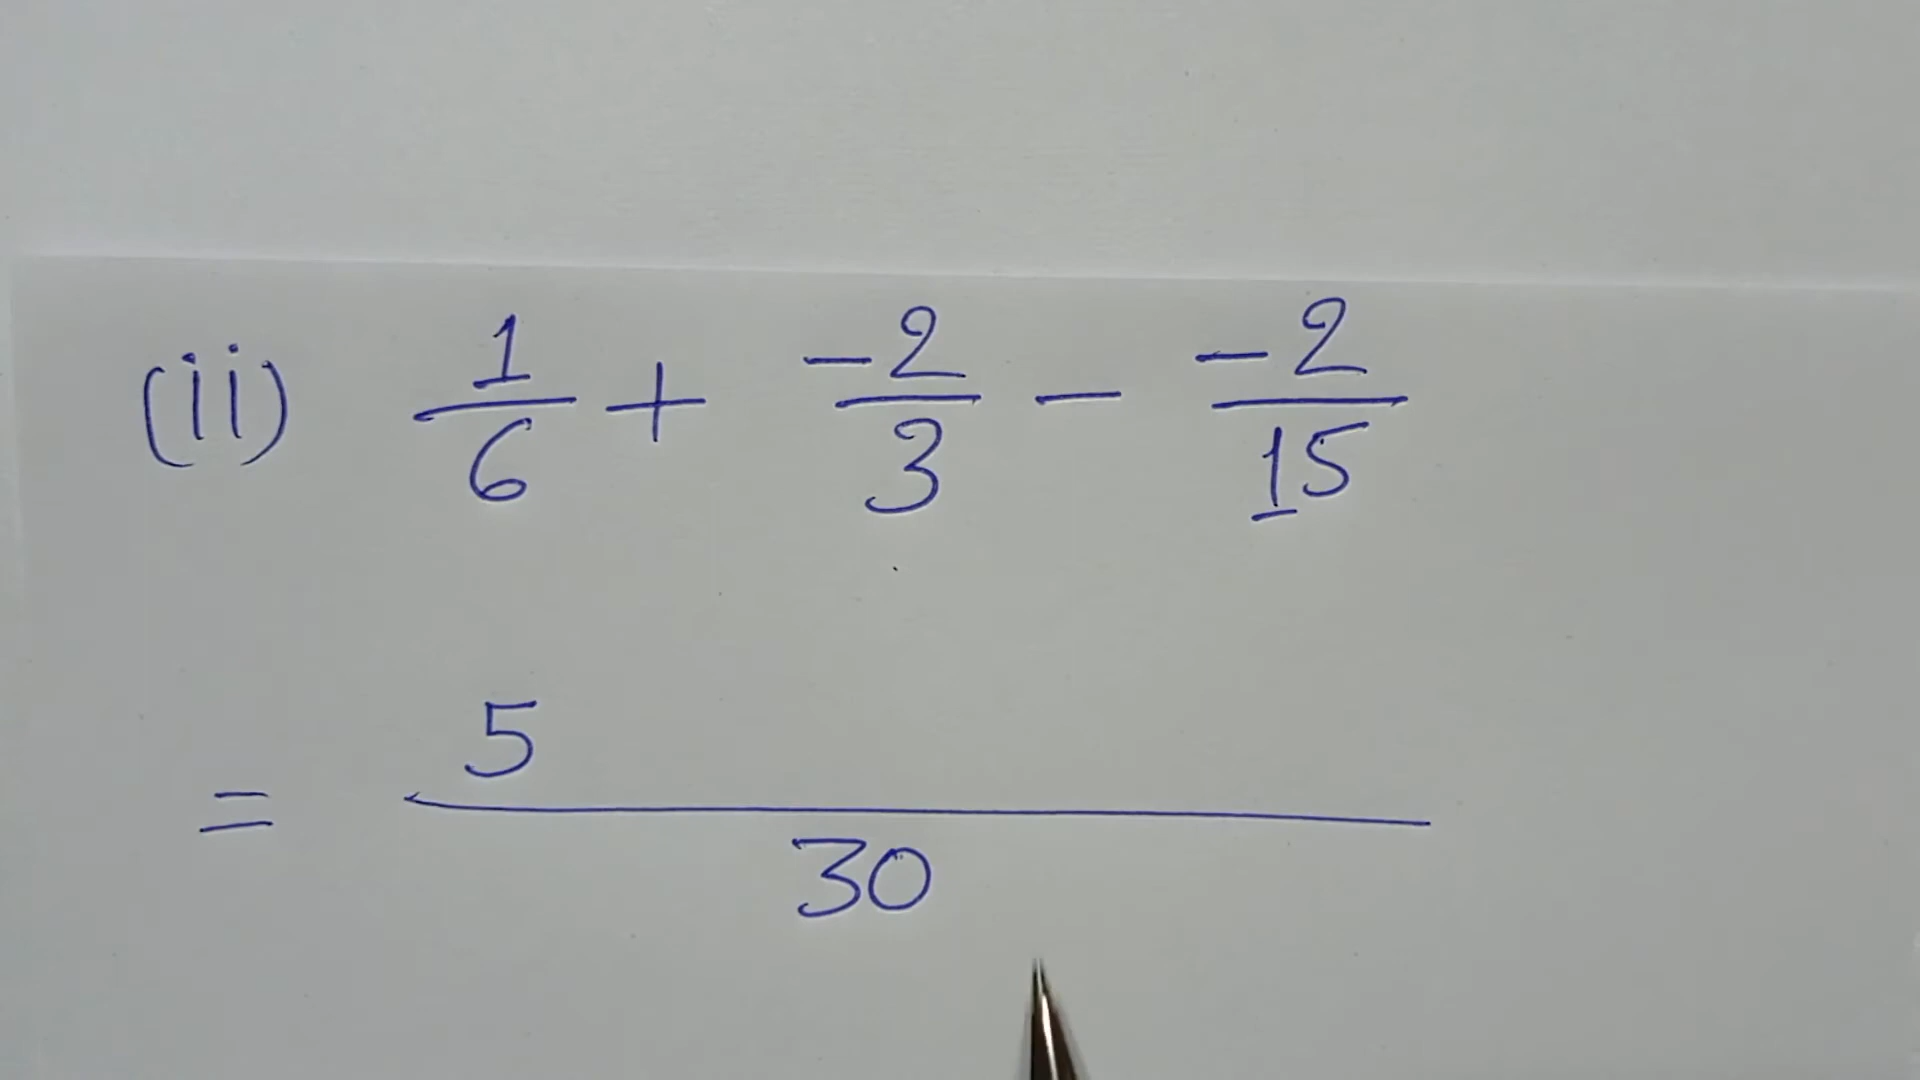 (ii) 1/6 + -2/3 - -2/15
= 5/30